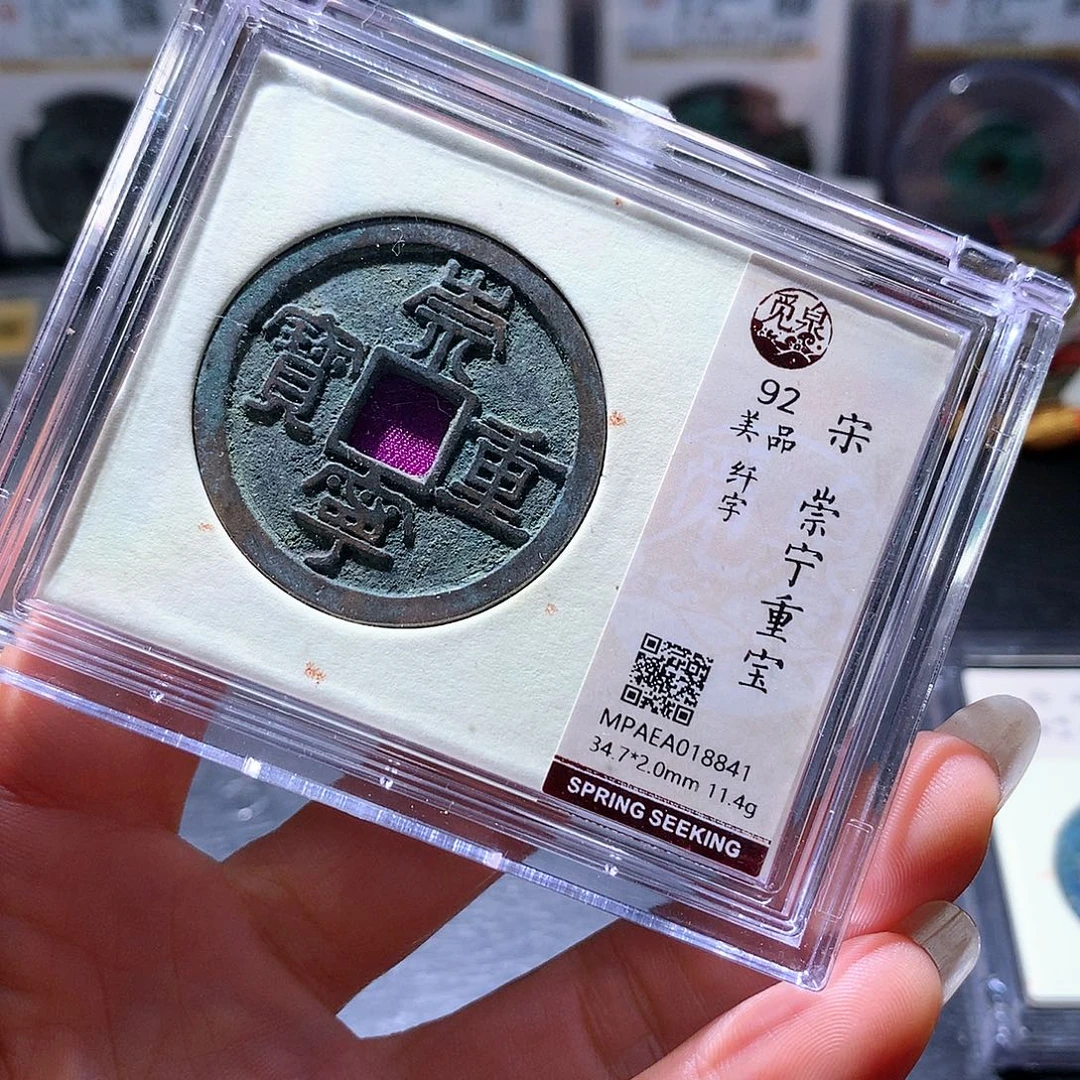 崇
重
寧
寶
觅泉
92
美品
纤字
宋 崇宁重宝
MPAEA018841
34.7*2.0mm 11.4g
SPRING SEEKING